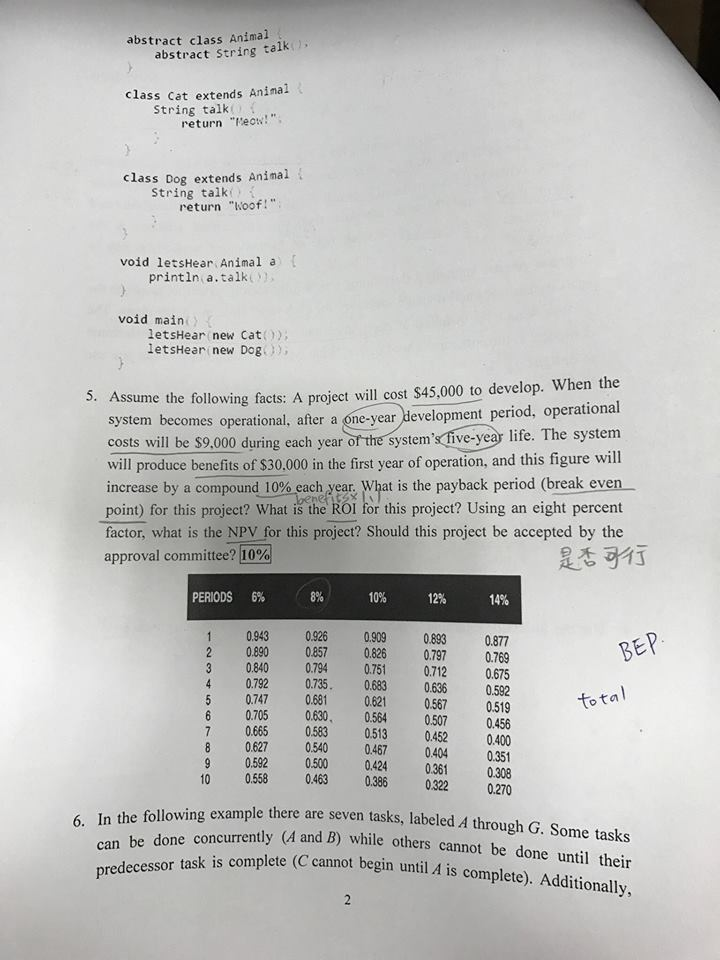 abstract class Animal {
abstract String talk();
}
class Cat extends Animal {
String talk() {
return "Meow!";
}
}
class Dog extends Animal {
String talk() {
return "Woof!";
}
}
void letsHear(Animal a) {
println(a.talk());
}
void main() {
letsHear(new Cat());
letsHear(new Dog());
}
5. Assume the following facts: A project will cost $45,000 to develop. When the
system becomes operational, after a one-year development period, operational
costs will be $9,000 during each year of the system's five-year life. The system
will produce benefits of $30,000 in the first year of operation, and this figure will
increase by a compound 10% each year. What is the payback period (break even
benefits×1.1
point) for this project? What is the ROI for this project? Using an eight percent
factor, what is the NPV for this project? Should this project be accepted by the
approval committee? 10%
是否可行
PERIODS 6% 8% 10% 12% 14%
1 0.943 0.926 0.909 0.893 0.877
2 0.890 0.857 0.826 0.797 0.769
3 0.840 0.794 0.751 0.712 0.675
4 0.792 0.735 0.683 0.636 0.592
5 0.747 0.681 0.621 0.567 0.519
6 0.705 0.630 0.564 0.507 0.456
7 0.665 0.583 0.513 0.452 0.400
8 0.627 0.540 0.467 0.404 0.351
9 0.592 0.500 0.424 0.361 0.308
10 0.558 0.463 0.386 0.322 0.270
BEP.
total
6. In the following example there are seven tasks, labeled A through G. Some tasks
can be done concurrently (A and B) while others cannot be done until their
predecessor task is complete (C cannot begin until A is complete). Additionally,
2